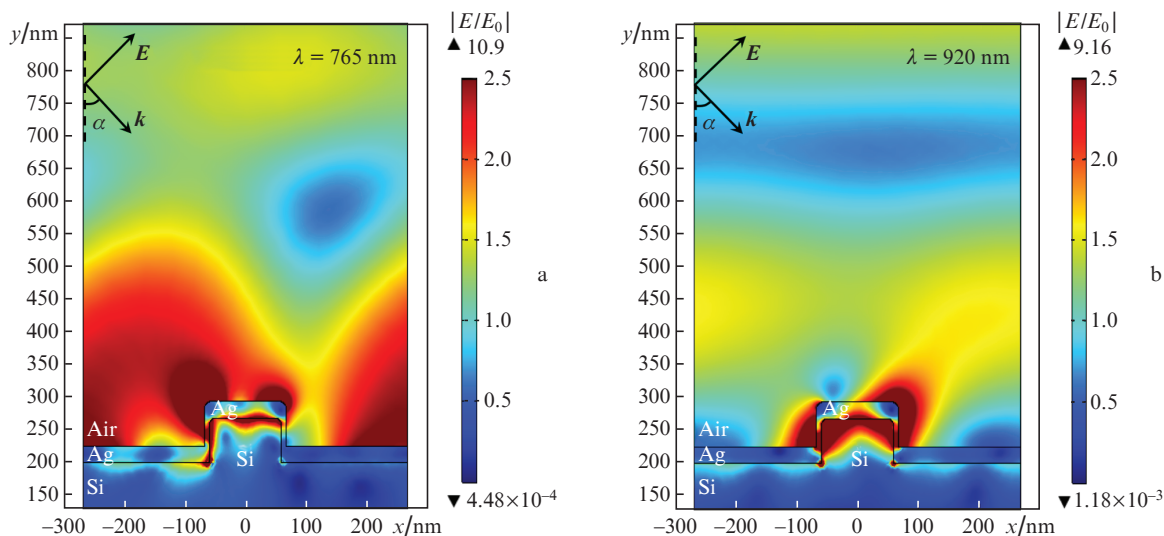 y/nm
800
750
700
650
600
550
500
450
400
350
300
250
200
150
−300 −200 −100 0 100 200 x/nm
E
k
α
λ = 765 nm
Ag
Air
Ag
Si
Si
|E/E₀|
▲ 10.9
2.5
2.0
1.5
1.0
0.5
▼ 4.48×10⁻⁴
a
y/nm
800
750
700
650
600
550
500
450
400
350
300
250
200
150
−300 −200 −100 0 100 200 x/nm
E
k
α
λ = 920 nm
Ag
Air
Ag
Si
Si
|E/E₀|
▲ 9.16
2.5
2.0
1.5
1.0
0.5
▼ 1.18×10⁻³
b